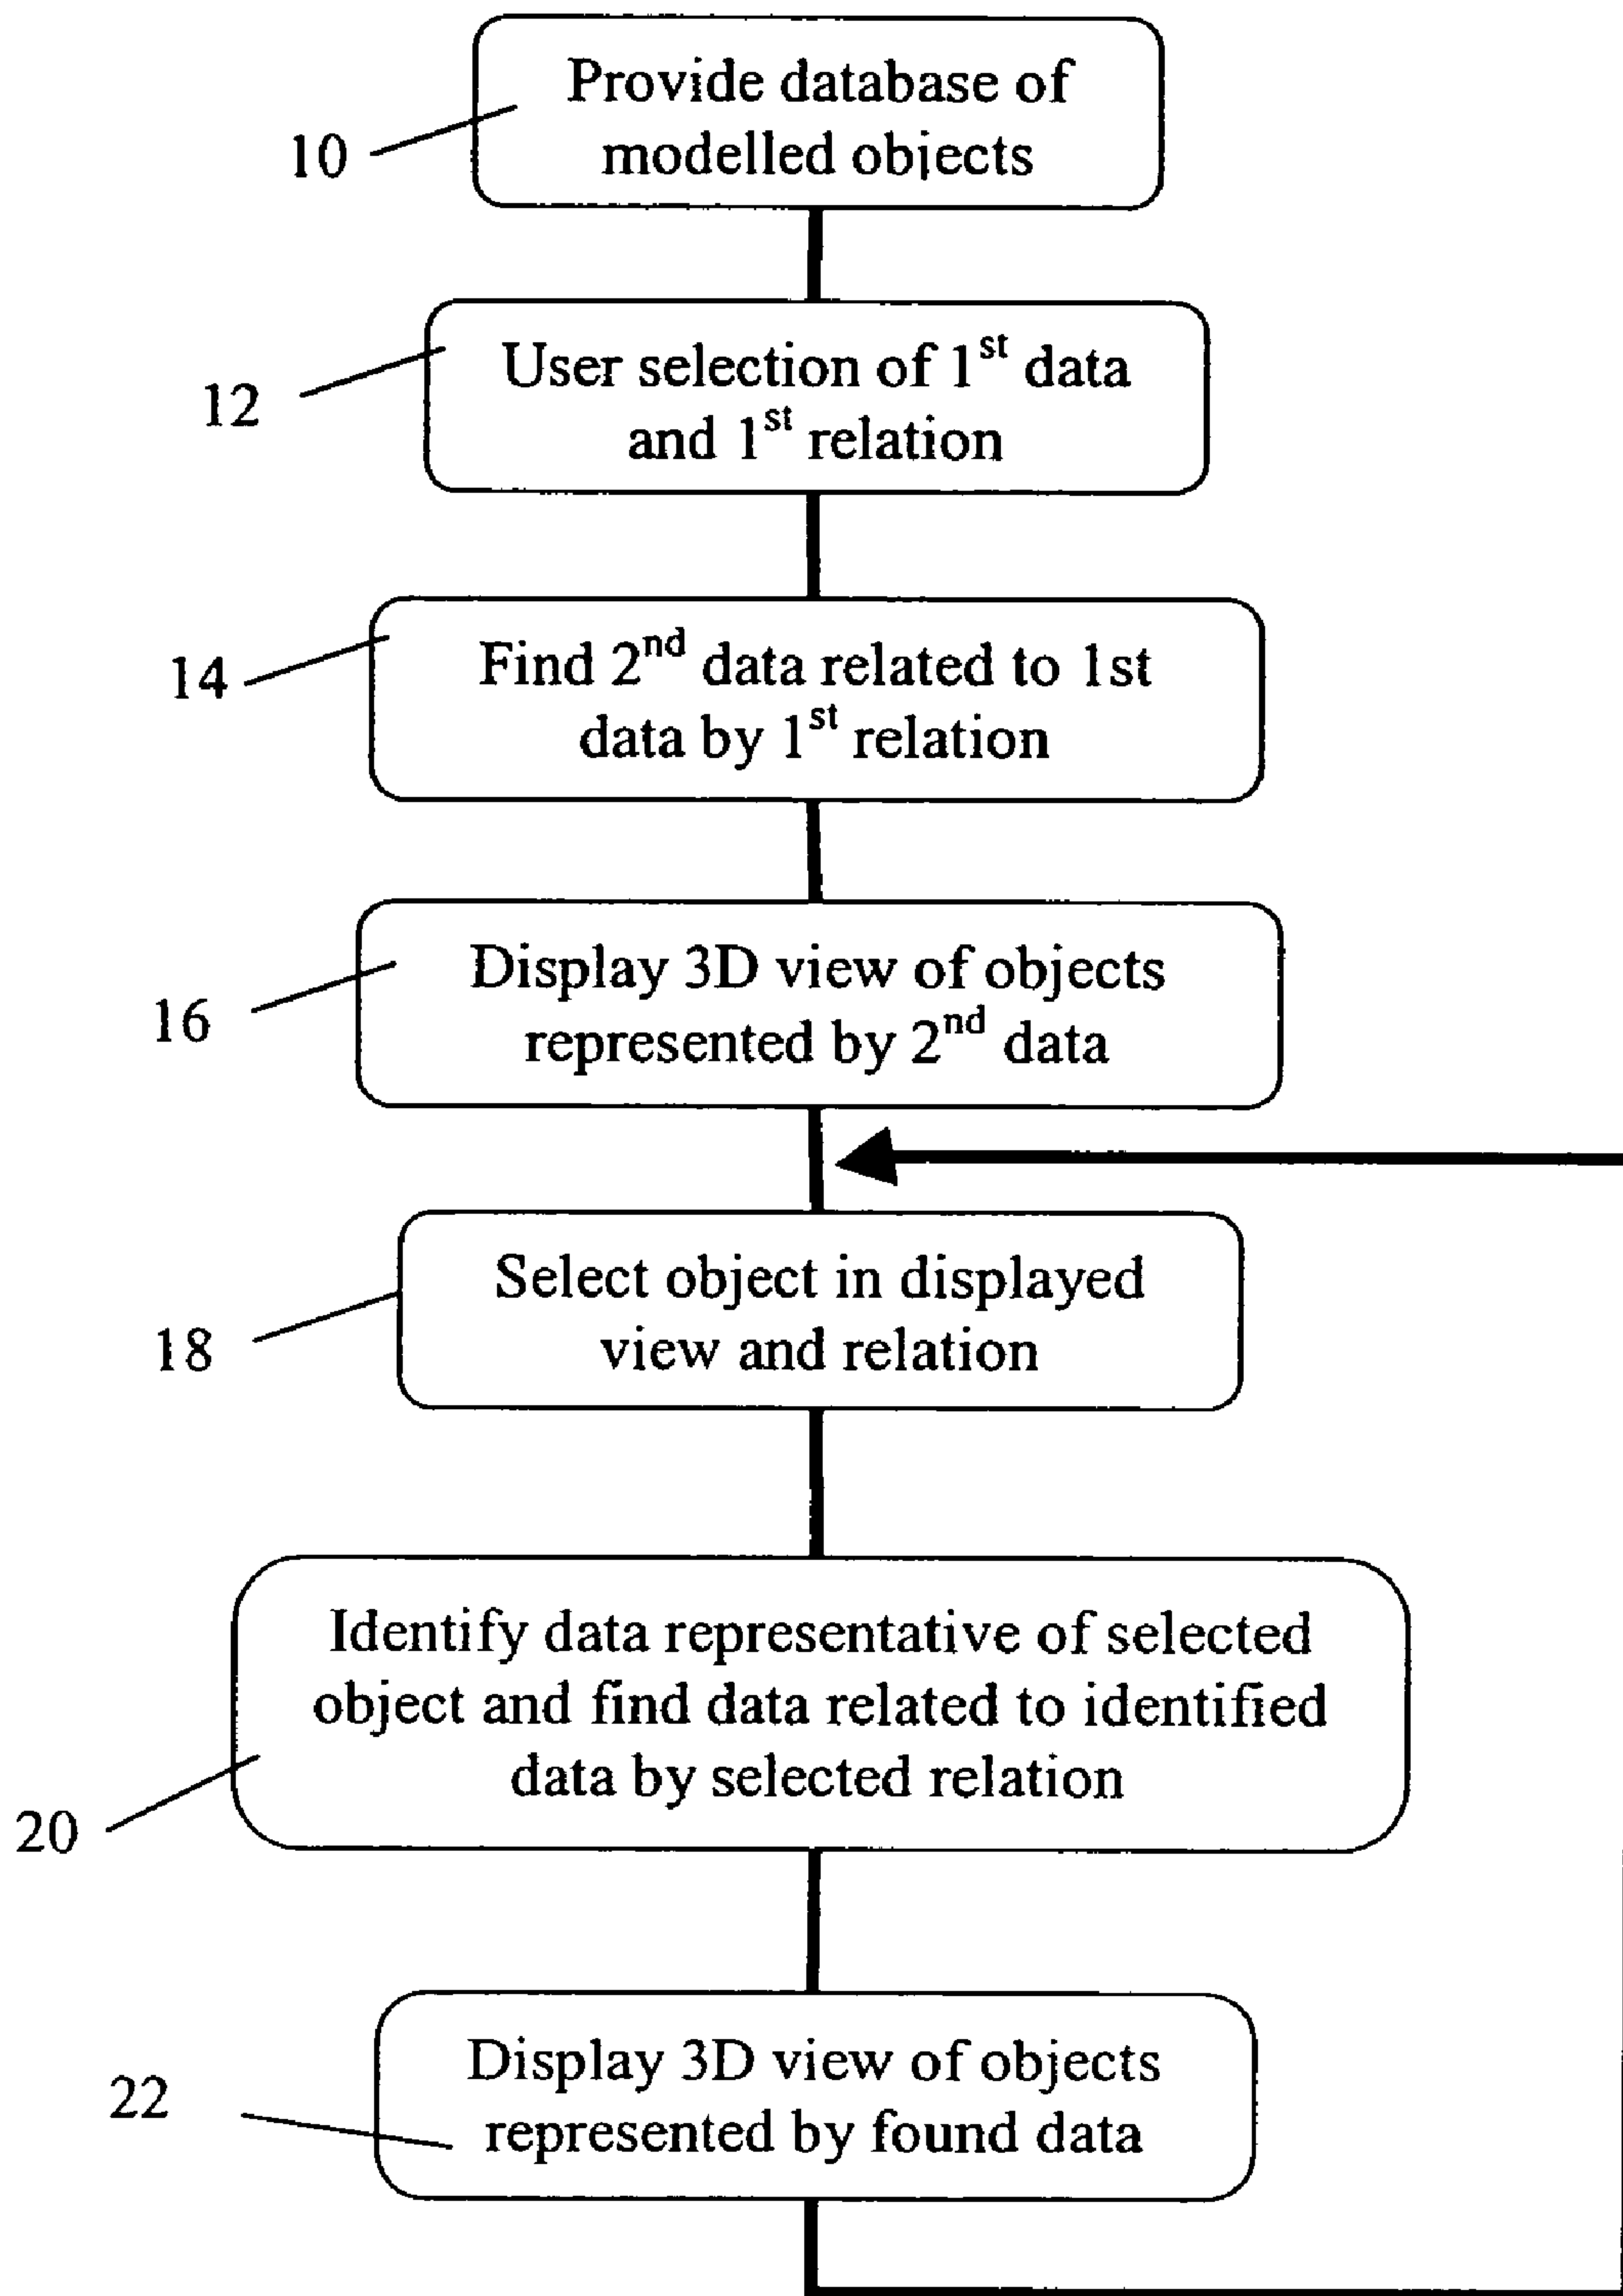 Provide database of
modelled objects
10
User selection of 1st data
and 1st relation
12
Find 2nd data related to 1st
data by 1st relation
14
Display 3D view of objects
represented by 2nd data
16
Select object in displayed
view and relation
18
Identify data representative of selected
object and find data related to identified
data by selected relation
20
Display 3D view of objects
represented by found data
22